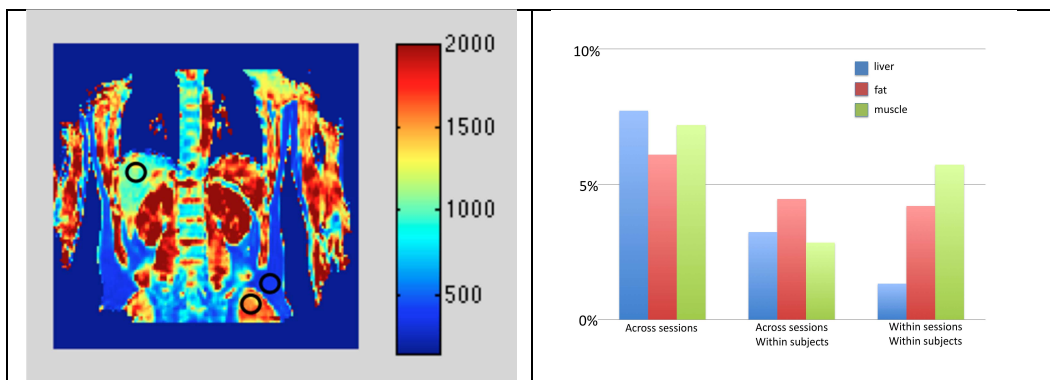 2000
1500
1000
500
10%
5%
0%
liver
fat
muscle
Across sessions
Across sessions
Within subjects
Within sessions
Within subjects